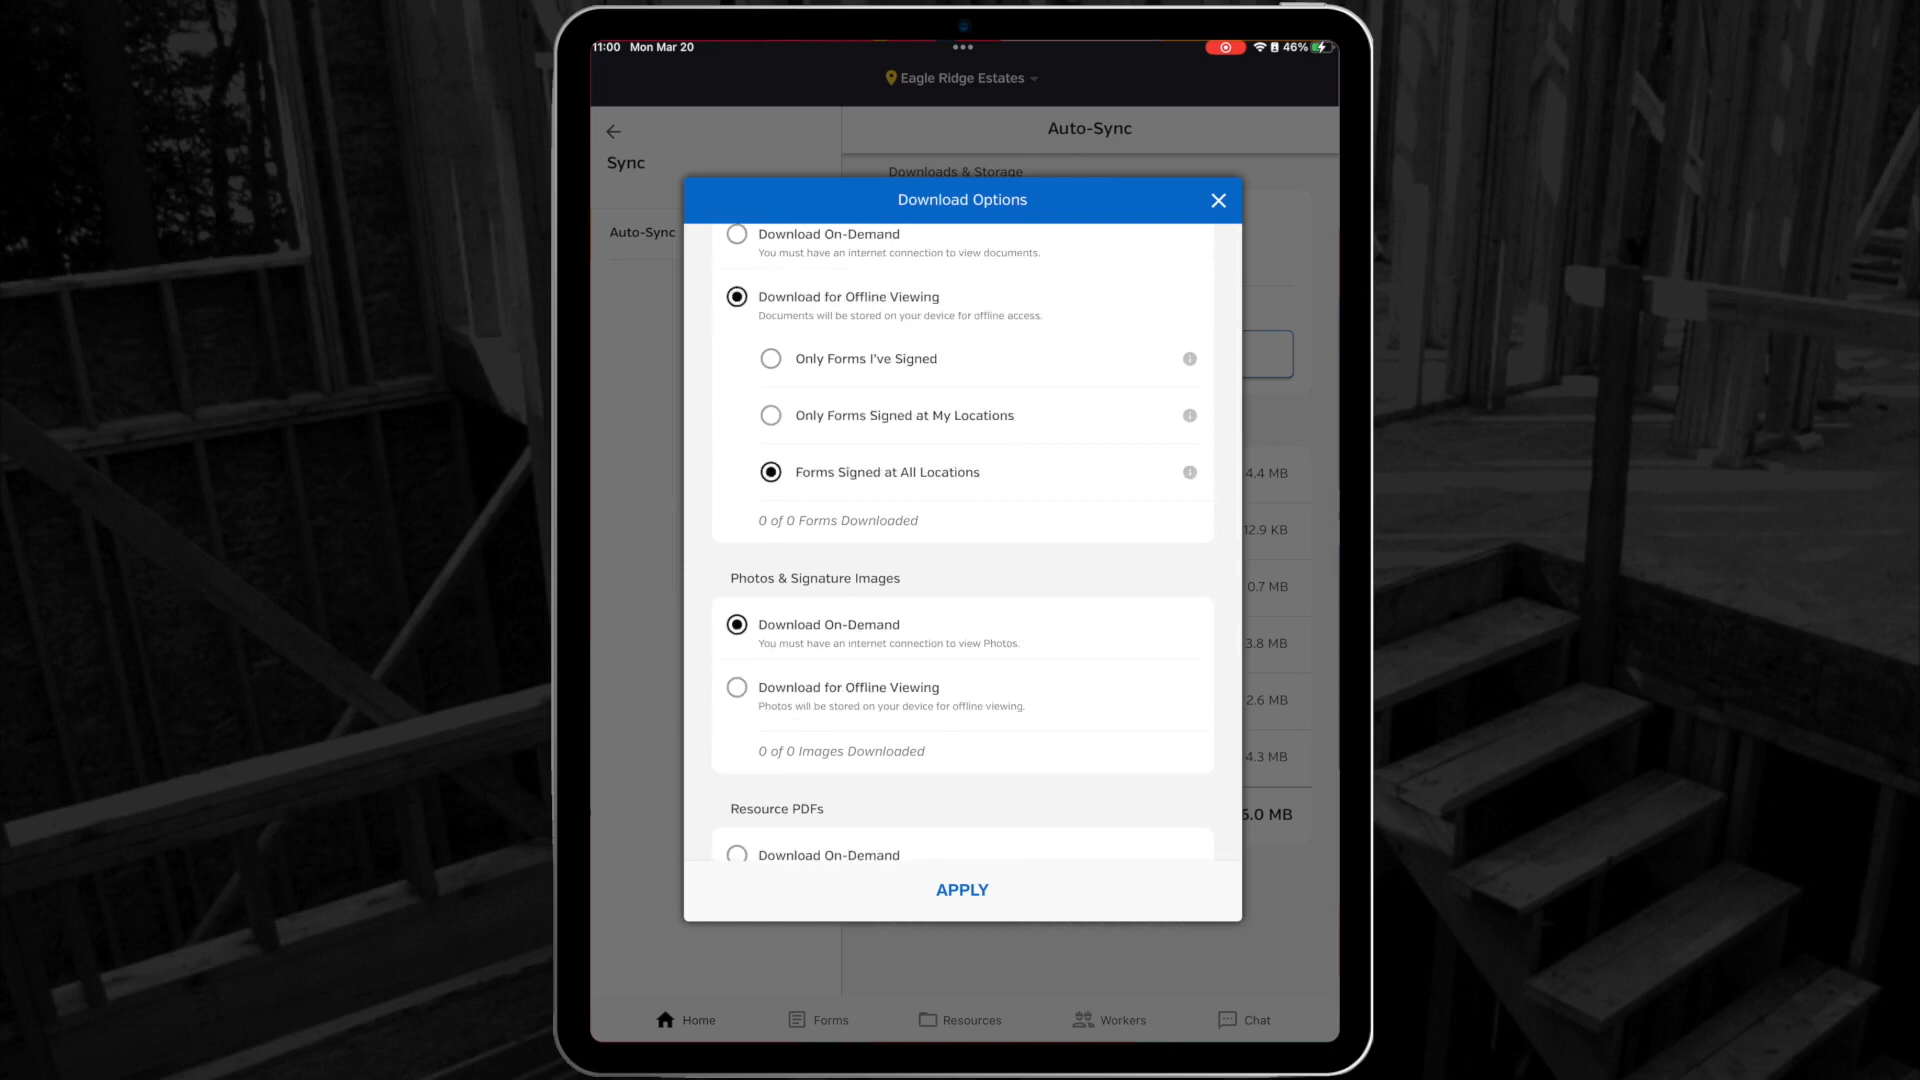 11:00 Mon Mar 20
46%
Eagle Ridge Estates
Auto-Sync
Sync
Downloads & Storage
Auto-Sync
Download Options
Download On-Demand
You must have an internet connection to view documents.
Download for Offline Viewing
Documents will be stored on your device for offline access.
Only Forms I've Signed
Only Forms Signed at My Locations
Forms Signed at All Locations
4.4 MB
0 of 0 Forms Downloaded
12.9 KB
Photos & Signature Images
0.7 MB
Download On-Demand
You must have an internet connection to view Photos.
3.8 MB
Download for Offline Viewing
Photos will be stored on your device for offline viewing.
2.6 MB
0 of 0 Images Downloaded
4.3 MB
Resource PDFs
6.0 MB
Download On-Demand
APPLY
Home
Forms
Resources
Workers
Chat